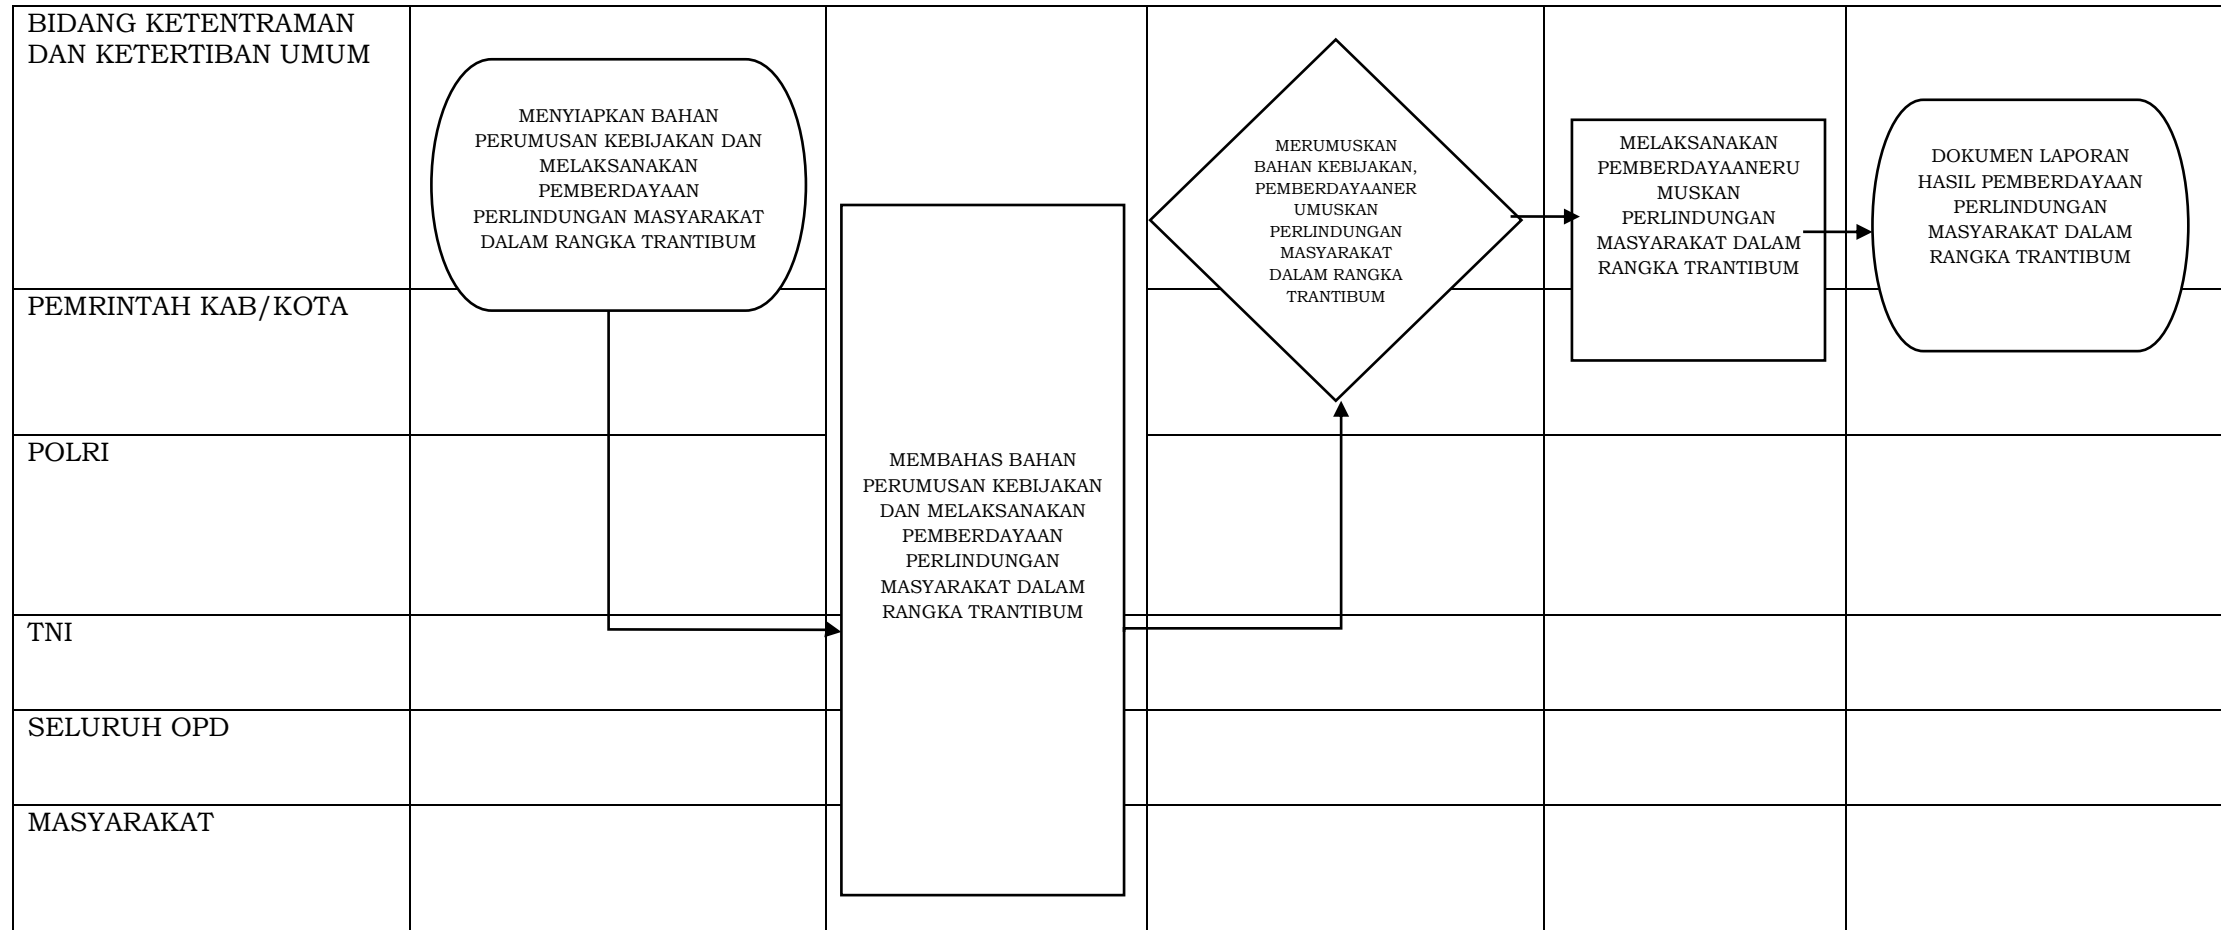 BIDANG KETENTRAMAN
DAN KETERTIBAN UMUM
MENYIAPKAN BAHAN
PERUMUSAN KEBIJAKAN DAN
MELAKSANAKAN
PEMBERDAYAAN
PERLINDUNGAN MASYARAKAT
DALAM RANGKA TRANTIBUM
MERUMUSKAN
BAHAN KEBIJAKAN,
PEMBERDAYAANER
UMUSKAN
PERLINDUNGAN
MASYARAKAT
DALAM RANGKA
TRANTIBUM
MELAKSANAKAN
PEMBERDAYAANERU
MUSKAN
PERLINDUNGAN
MASYARAKAT DALAM
RANGKA TRANTIBUM
DOKUMEN LAPORAN
HASIL PEMBERDAYAAN
PERLINDUNGAN
MASYARAKAT DALAM
RANGKA TRANTIBUM
PEMRINTAH KAB/KOTA
POLRI
MEMBAHAS BAHAN
PERUMUSAN KEBIJAKAN
DAN MELAKSANAKAN
PEMBERDAYAAN
PERLINDUNGAN
MASYARAKAT DALAM
RANGKA TRANTIBUM
TNI
SELURUH OPD
MASYARAKAT